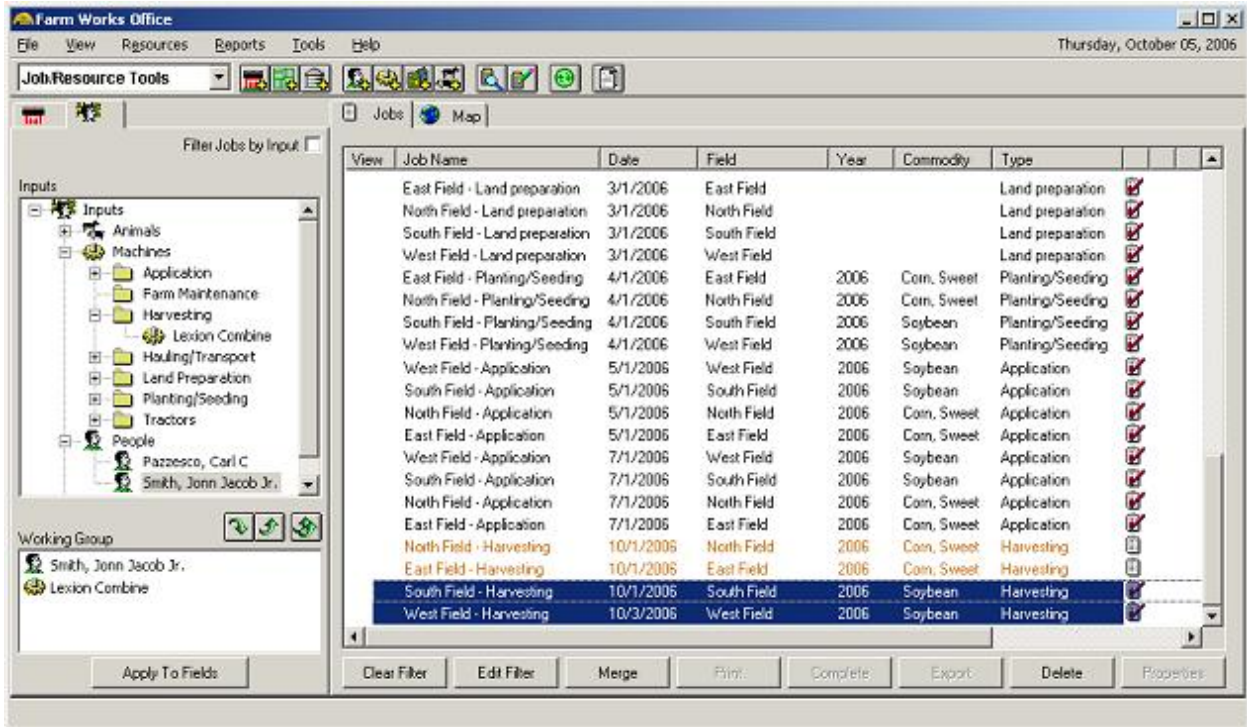 Farm Works Office
File View Resources Reports Tools Help Thursday, October 05, 2006
Job/Resource Tools
Jobs Map
Filter Jobs by Input
Inputs
Inputs
Animals
Machines
Application
Farm Maintenance
Harvesting
Lexion Combine
Hauling/Transport
Land Preparation
Planting/Seeding
Tractors
People
Pazzesco, Carl C
Smith, Jonn Jacob Jr.
Working Group
Smith, Jonn Jacob Jr.
Lexion Combine
Apply To Fields
View Job Name Date Field Year Commodity Type
East Field - Land preparation 3/1/2006 East Field Land preparation
North Field - Land preparation 3/1/2006 North Field Land preparation
South Field - Land preparation 3/1/2006 South Field Land preparation
West Field - Land preparation 3/1/2006 West Field Land preparation
East Field - Planting/Seeding 4/1/2006 East Field 2006 Corn, Sweet Planting/Seeding
North Field - Planting/Seeding 4/1/2006 North Field 2006 Corn, Sweet Planting/Seeding
South Field - Planting/Seeding 4/1/2006 South Field 2006 Soybean Planting/Seeding
West Field - Planting/Seeding 4/1/2006 West Field 2006 Soybean Planting/Seeding
West Field - Application 5/1/2006 West Field 2006 Soybean Application
South Field - Application 5/1/2006 South Field 2006 Soybean Application
North Field - Application 5/1/2006 North Field 2006 Corn, Sweet Application
East Field - Application 5/1/2006 East Field 2006 Corn, Sweet Application
West Field - Application 7/1/2006 West Field 2006 Soybean Application
South Field - Application 7/1/2006 South Field 2006 Soybean Application
North Field - Application 7/1/2006 North Field 2006 Corn, Sweet Application
East Field - Application 7/1/2006 East Field 2006 Corn, Sweet Application
North Field - Harvesting 10/1/2006 North Field 2006 Corn, Sweet Harvesting
East Field - Harvesting 10/1/2006 East Field 2006 Corn, Sweet Harvesting
South Field - Harvesting 10/1/2006 South Field 2006 Soybean Harvesting
West Field - Harvesting 10/3/2006 West Field 2006 Soybean Harvesting
Clear Filter Edit Filter Merge Print Complete Export Delete Properties